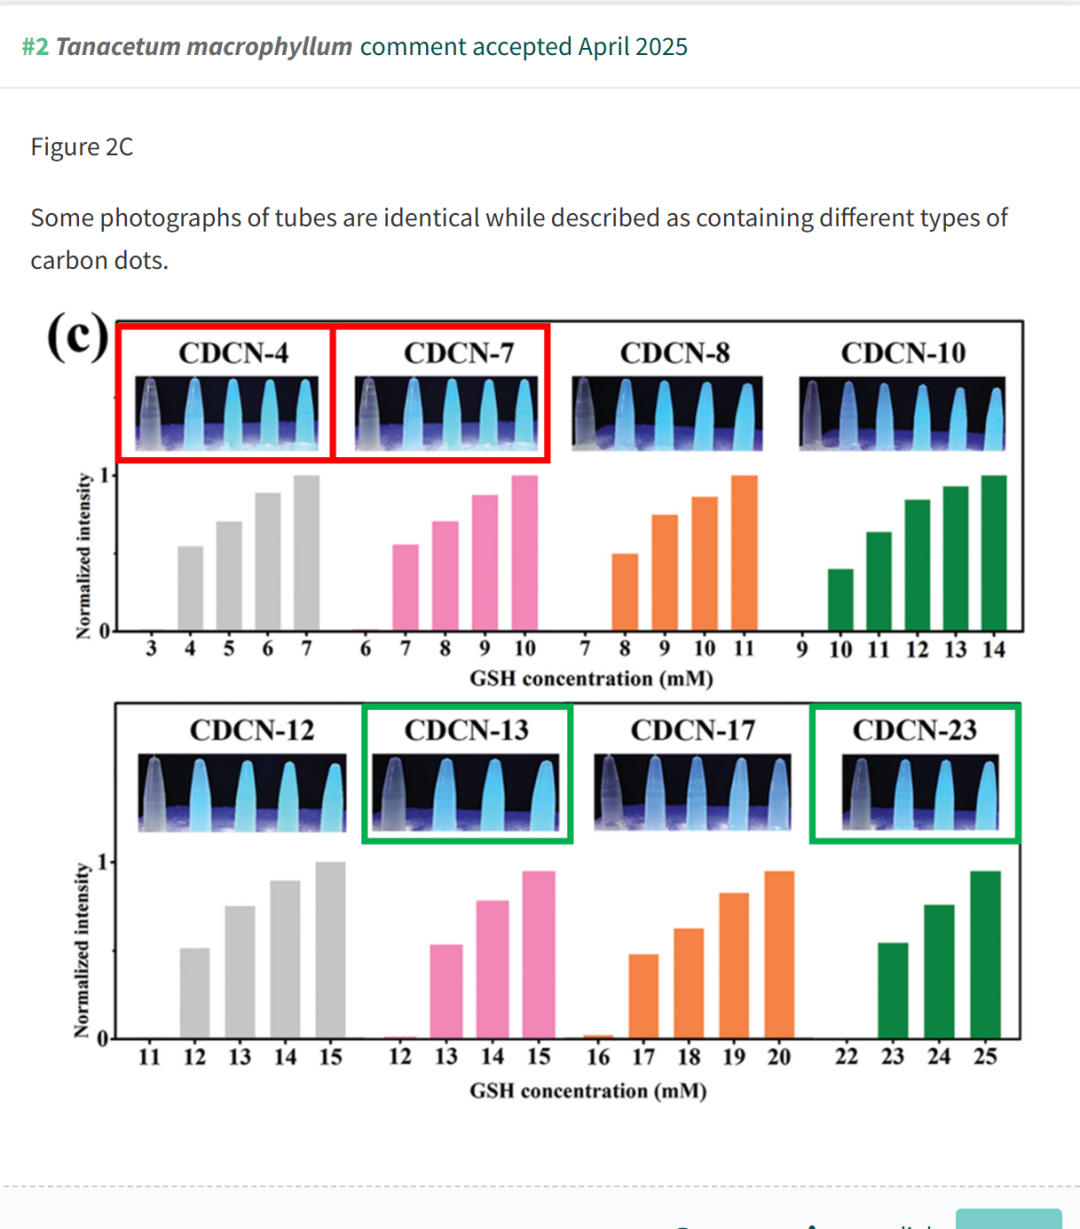 #2 Tanacetum macrophyllum comment accepted April 2025
Figure 2C
Some photographs of tubes are identical while described as containing different types of
carbon dots.
(c)
CDCN-4 CDCN-7 CDCN-8 CDCN-10
Normalized intensity
1
0
3 4 5 6 7 6 7 8 9 10 7 8 9 10 11 9 10 11 12 13 14
GSH concentration (mM)
CDCN-12 CDCN-13 CDCN-17 CDCN-23
Normalized intensity
1
0
11 12 13 14 15 12 13 14 15 16 17 18 19 20 22 23 24 25
GSH concentration (mM)